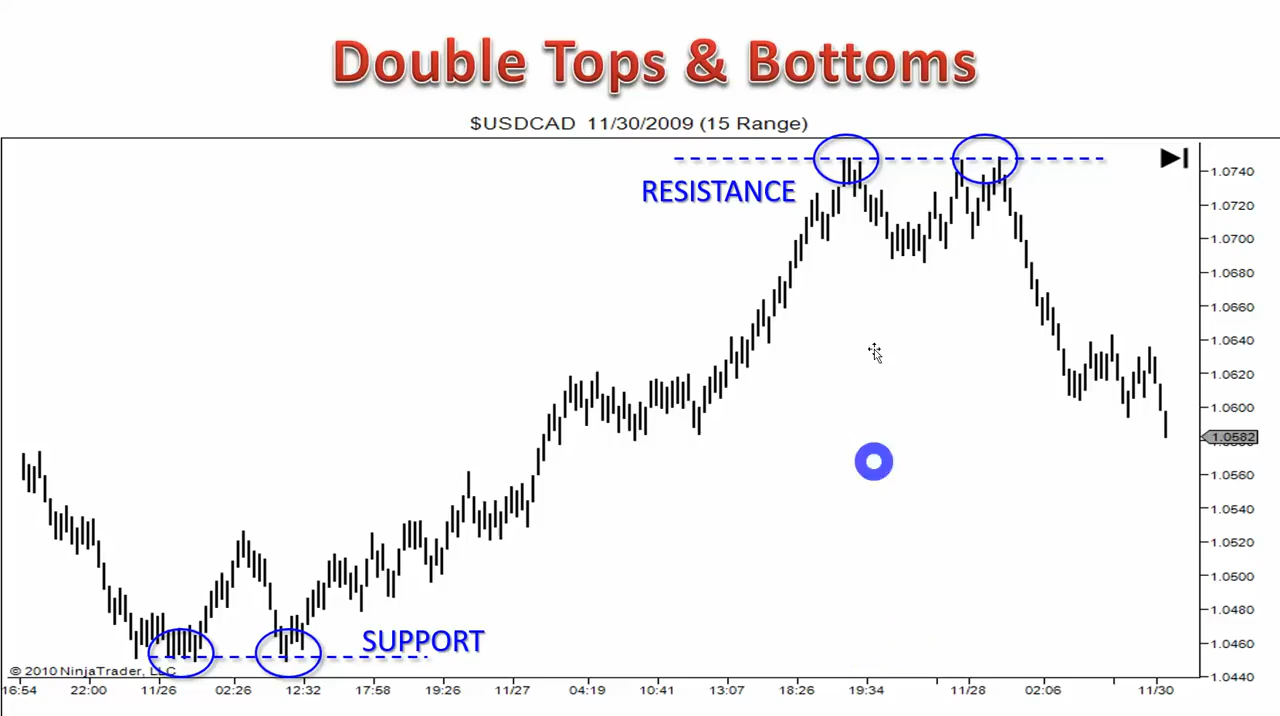 Double Tops & Bottoms
$USDCAD 11/30/2009 (15 Range)
RESISTANCE
1.0740
1.0720
1.0700
1.0680
1.0660
1.0640
1.0620
1.0600
1.0582
1.0560
1.0540
1.0520
1.0500
1.0480
1.0460
1.0440
SUPPORT
© 2010 NinjaTrader, LLC
16:54 22:00 11/26 02:26 12:32 17:58 19:26 11/27 04:19 10:41 13:07 18:26 19:34 11/28 02:06 11/30